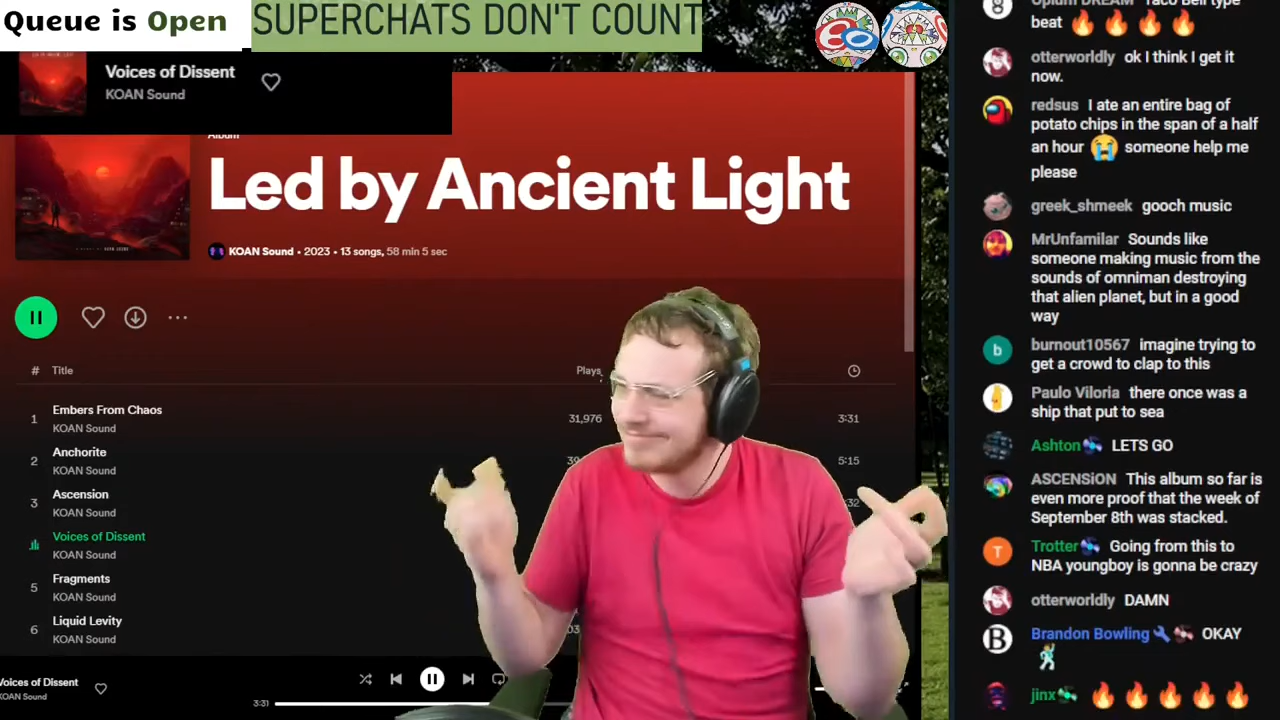 Queue is Open
SUPERCHATS DON'T COUNT
Voices of Dissent
KOAN Sound
Album
Led by Ancient Light
KOAN Sound • 2023 • 13 songs, 58 min 5 sec
# Title Plays
1 Embers From Chaos 31,976 3:31
KOAN Sound
2 Anchorite 5:15
KOAN Sound
3 Ascension
KOAN Sound
Voices of Dissent
KOAN Sound
5 Fragments
KOAN Sound
6 Liquid Levity
KOAN Sound
Voices of Dissent
KOAN Sound
3:31
Opium DREAM Taco Bell type
beat 🔥🔥🔥🔥
otterworldly ok I think I get it
now.
redsus I ate an entire bag of
potato chips in the span of a half
an hour 😭 someone help me
please
greek_shmeek gooch music
MrUnfamilar Sounds like
someone making music from the
sounds of omniman destroying
that alien planet, but in a good
way
b burnout10567 imagine trying to
get a crowd to clap to this
Paulo Viloria there once was a
ship that put to sea
Ashton LETS GO
ASCENSiON This album so far is
even more proof that the week of
September 8th was stacked.
T Trotter Going from this to
NBA youngboy is gonna be crazy
otterworldly DAMN
B Brandon Bowling OKAY
jinx 🔥🔥🔥🔥🔥